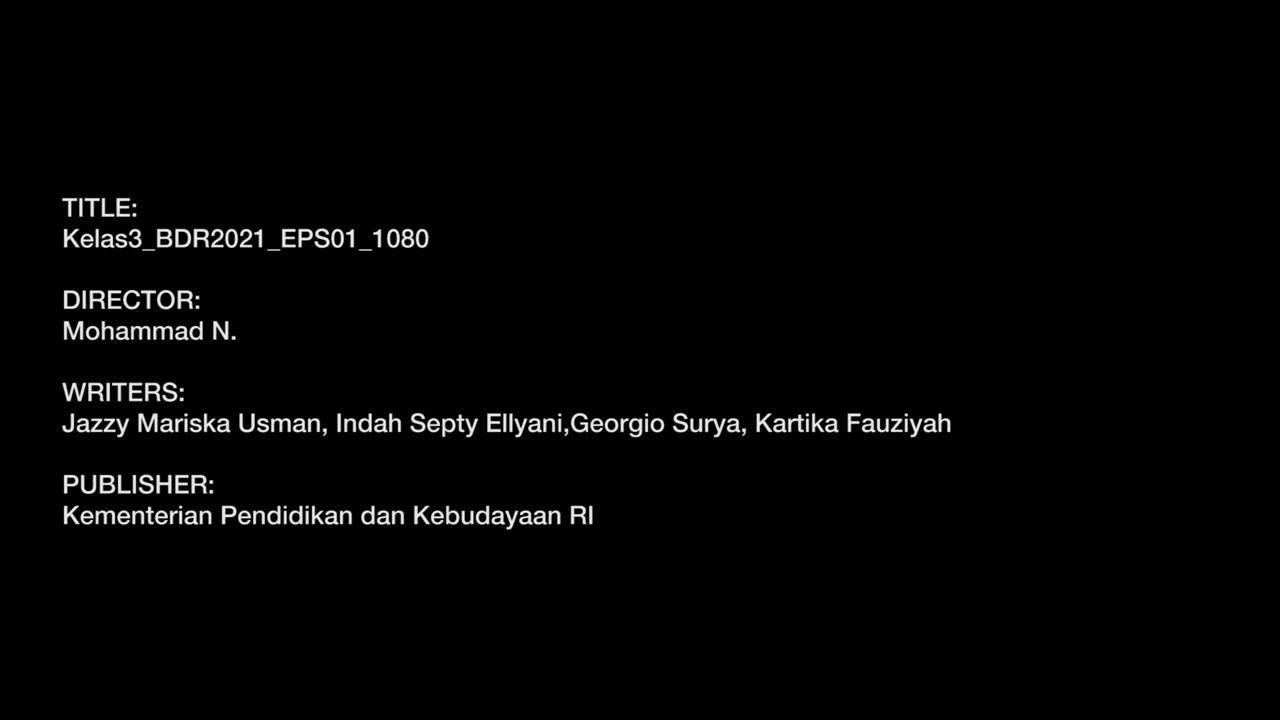 TITLE:
Kelas3_BDR2021_EPS01_1080
DIRECTOR:
Mohammad N.
WRITERS:
Jazzy Mariska Usman, Indah Septy Ellyani,Georgio Surya, Kartika Fauziyah
PUBLISHER:
Kementerian Pendidikan dan Kebudayaan RI